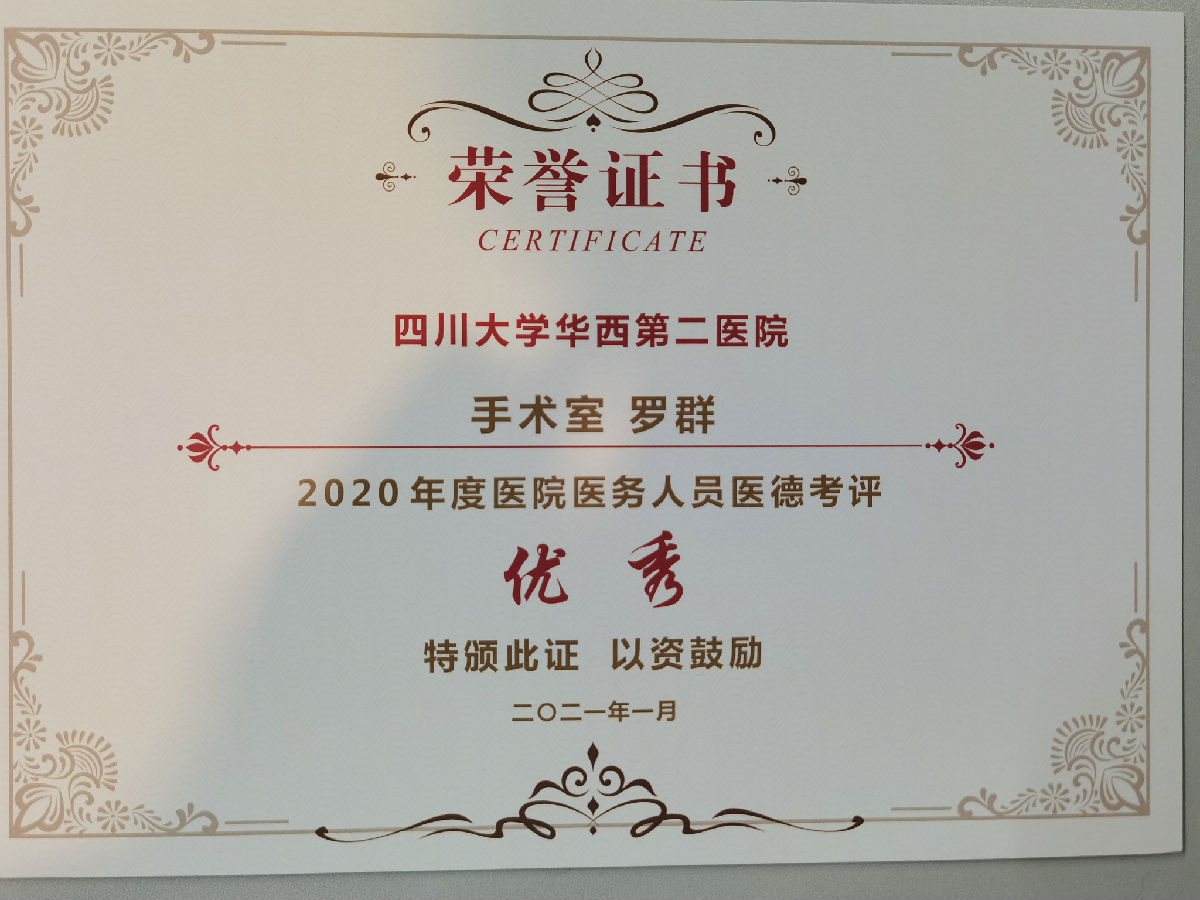 荣誉证书
CERTIFICATE
四川大学华西第二医院
手术室 罗群
2020年度医院医务人员医德考评
优秀
特颁此证 以资鼓励
二〇二一年一月